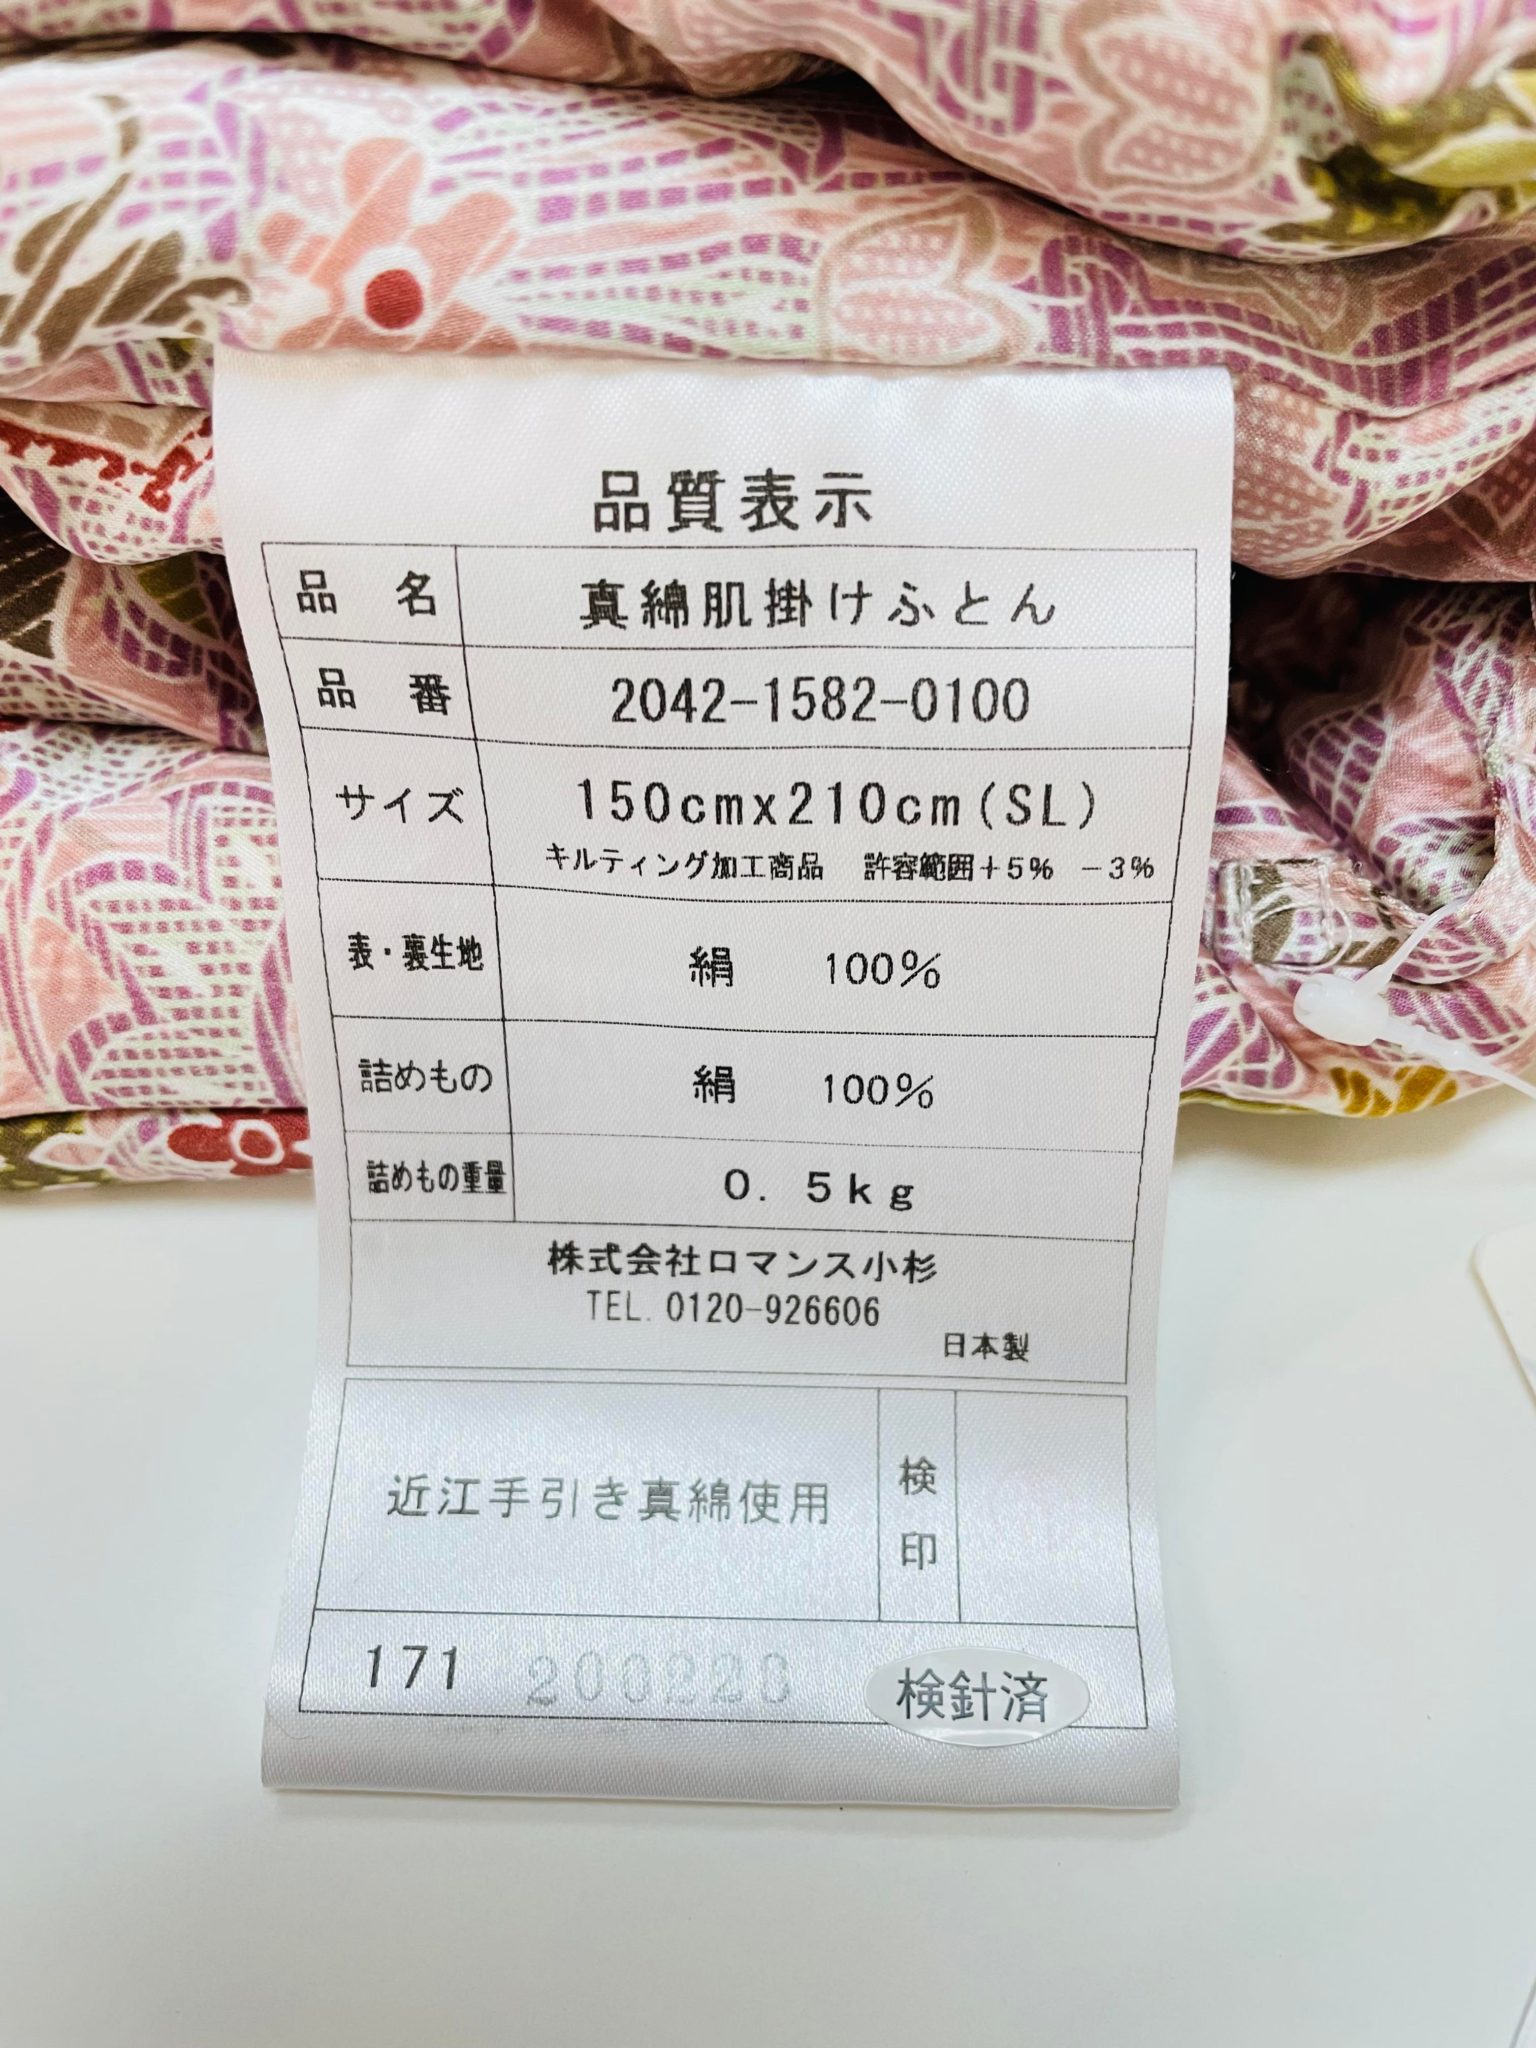 品質表示
品 名 真綿肌掛けふとん
品 番 2042-1582-0100
サイズ 150cmx210cm(SL)
キルティング加工商品 許容範囲+5% -3%
表・裏生地 絹 100%
詰めもの 絹 100%
詰めもの重量 0.5kg
株式会社ロマンス小杉
TEL.0120-926606
日本製
近江手引き真綿使用
検印
171
検針済